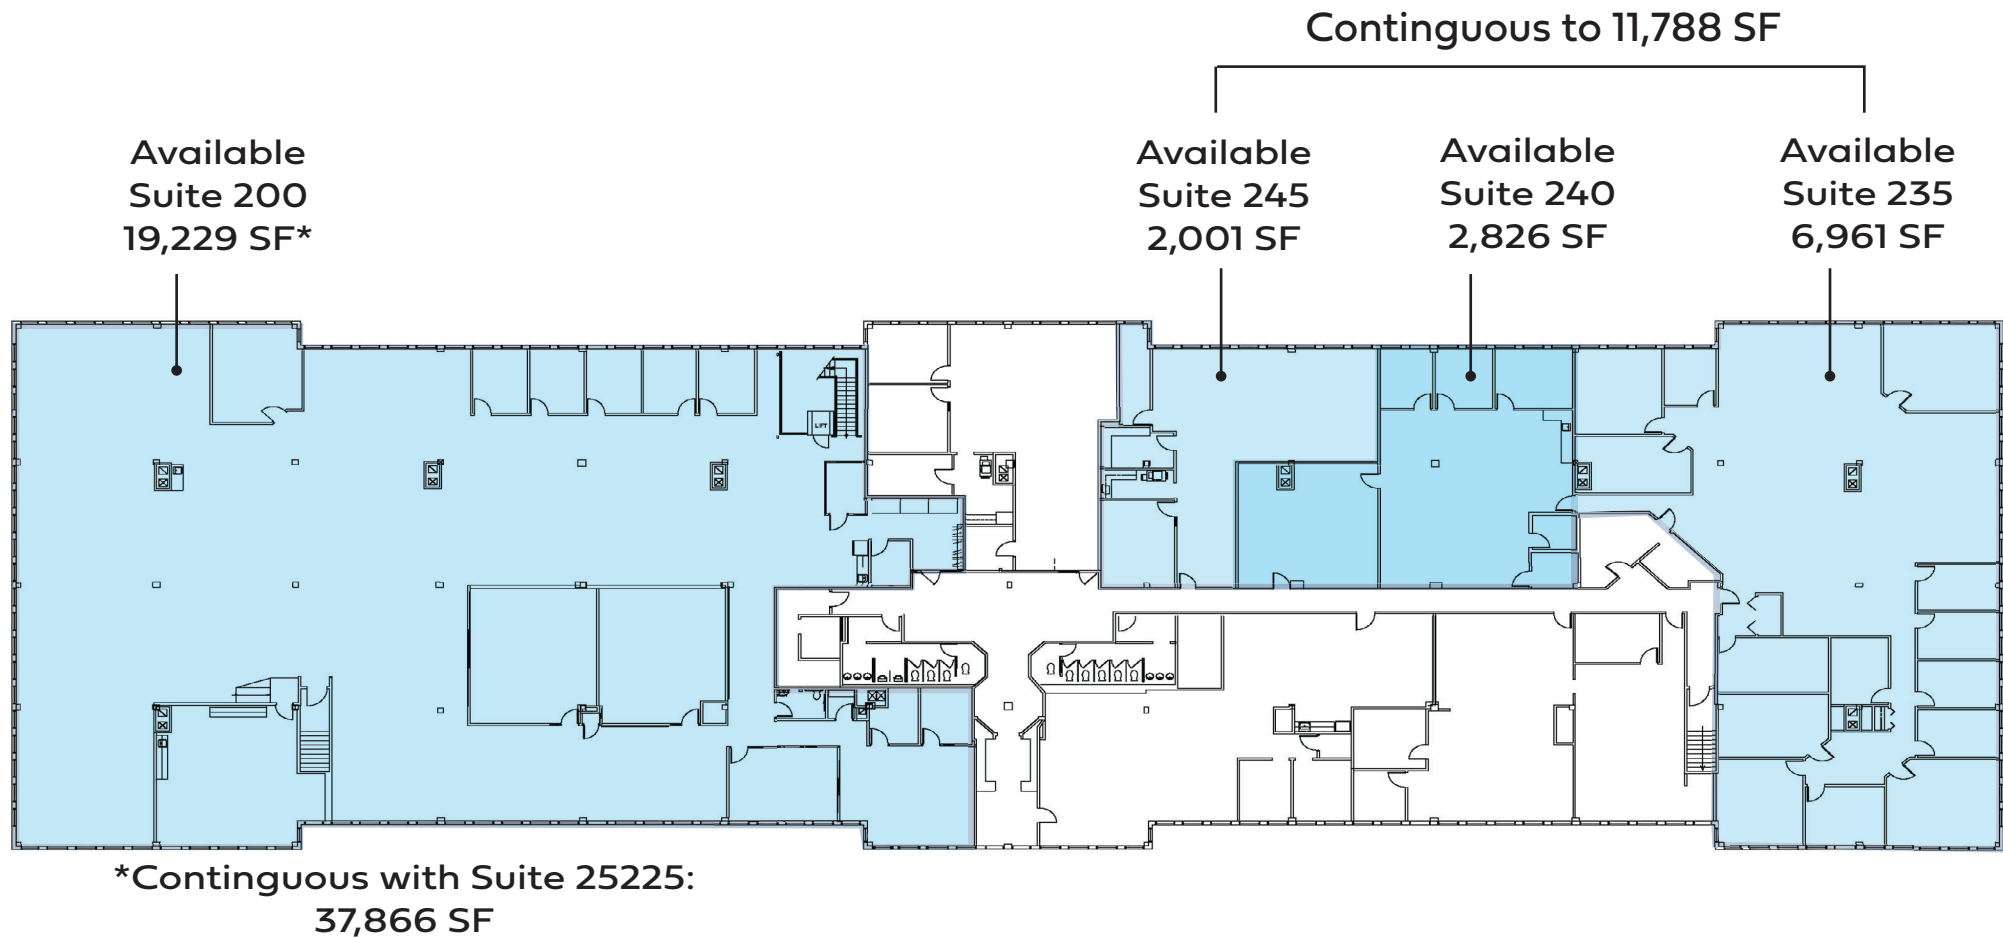 Continguous to 11,788 SF
Available
Suite 200
19,229 SF*
Available
Suite 245
2,001 SF
Available
Suite 240
2,826 SF
Available
Suite 235
6,961 SF
LIFT
*Continguous with Suite 25225:
37,866 SF